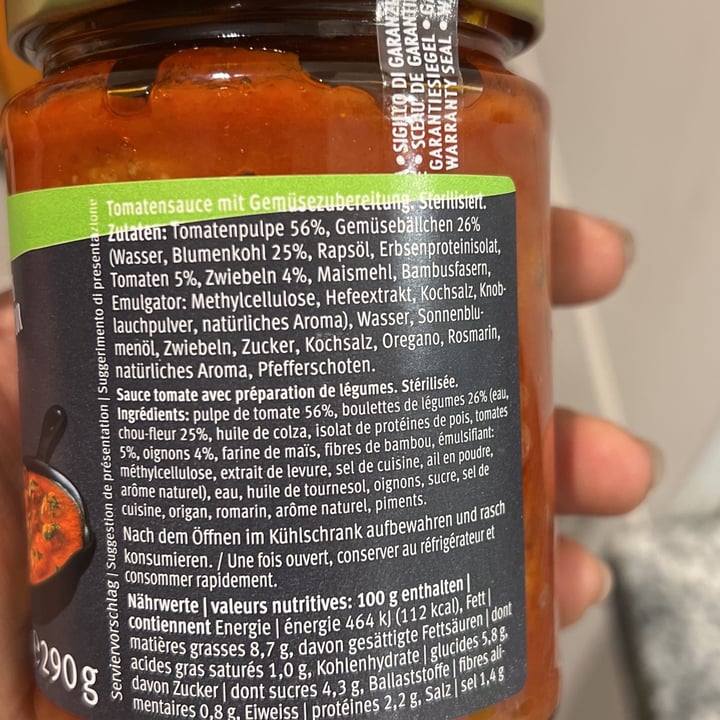 • SIGILLO DI GARANZI
• SCEAU DE GARANTI
GARANTIESIEGEL • G
WARRANTY SEAL • W
Tomatensauce mit Gemüsezubereitung. Sterilisiert.
Zutaten: Tomatenpulpe 56%, Gemüsebällchen 26%
(Wasser, Blumenkohl 25%, Rapsöl, Erbsenproteinisolat,
Tomaten 5%, Zwiebeln 4%, Maismehl, Bambusfasern,
Emulgator: Methylcellulose, Hefeextrakt, Kochsalz, Knob-
lauchpulver, natürliches Aroma), Wasser, Sonnenblu-
menöl, Zwiebeln, Zucker, Kochsalz, Oregano, Rosmarin,
natürliches Aroma, Pfefferschoten.
Sauce tomate avec préparation de légumes. Stérilisée.
Ingrédients: pulpe de tomate 56%, boulettes de légumes 26% (eau,
chou-fleur 25%, huile de colza, isolat de protéines de pois, tomates
5%, oignons 4%, farine de maïs, fibres de bambou, émulsifiant:
méthylcellulose, extrait de levure, sel de cuisine, ail en poudre,
arôme naturel), eau, huile de tournesol, oignons, sucre, sel de
cuisine, origan, romarin, arôme naturel, piments.
Nach dem Öffnen im Kühlschrank aufbewahren und rasch
konsumieren. / Une fois ouvert, conserver au réfrigérateur et
consommer rapidement.
Nährwerte | valeurs nutritives: 100 g enthalten |
contiennent Energie | énergie 464 kJ (112 kcal), Fett |
matières grasses 8,7 g, davon gesättigte Fettsäuren | dont
acides gras saturés 1,0 g, Kohlenhydrate | glucides 5,8 g,
davon Zucker | dont sucres 4,3 g, Ballaststoffe | fibres ali-
mentaires 0,8 g, Eiweiss | protéines 2,2 g, Salz | sel 1,4 g
Serviervorschlag | Suggestion de présentation | Suggerimento di presentazione
℮290 g